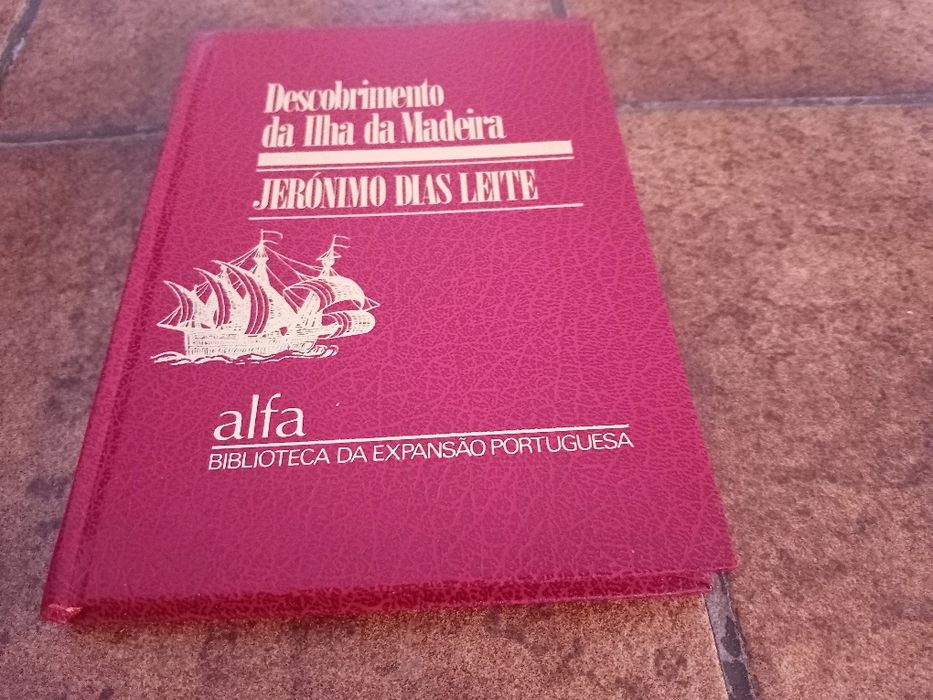 Descobrimento
da Ilha da Madeira
JERÓNIMO DIAS LEITE
alfa
BIBLIOTECA DA EXPANSÃO PORTUGUESA